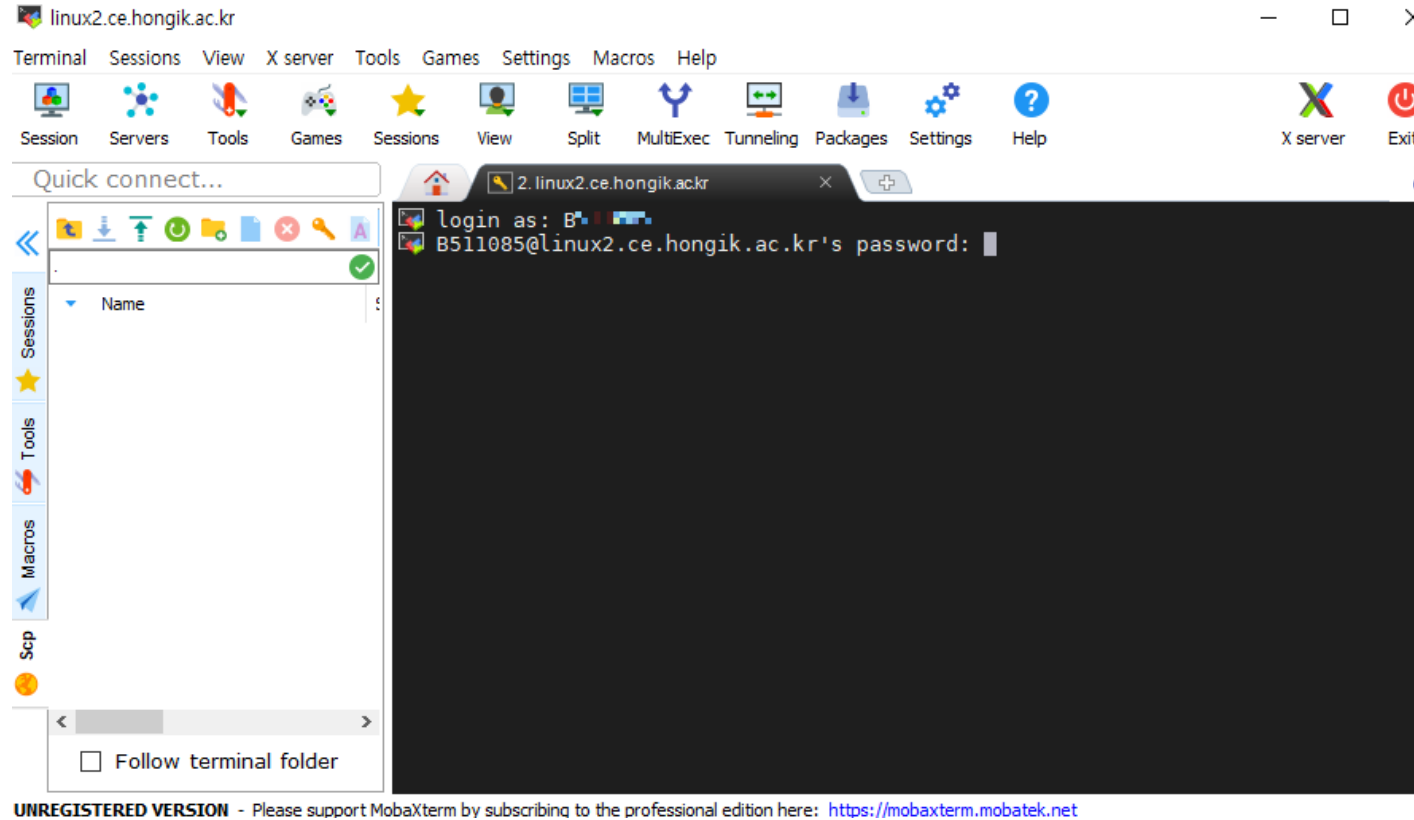 linux2.ce.hongik.ac.kr
Terminal Sessions View X server Tools Games Settings Macros Help
Session Servers Tools Games Sessions View Split MultiExec Tunneling Packages Settings Help X server Exit
Quick connect...
2. linux2.ce.hongik.ac.kr
login as: B
B511085@linux2.ce.hongik.ac.kr's password:
.
Name
Sessions
Tools
Macros
Scp
Follow terminal folder
UNREGISTERED VERSION - Please support MobaXterm by subscribing to the professional edition here: https://mobaxterm.mobatek.net